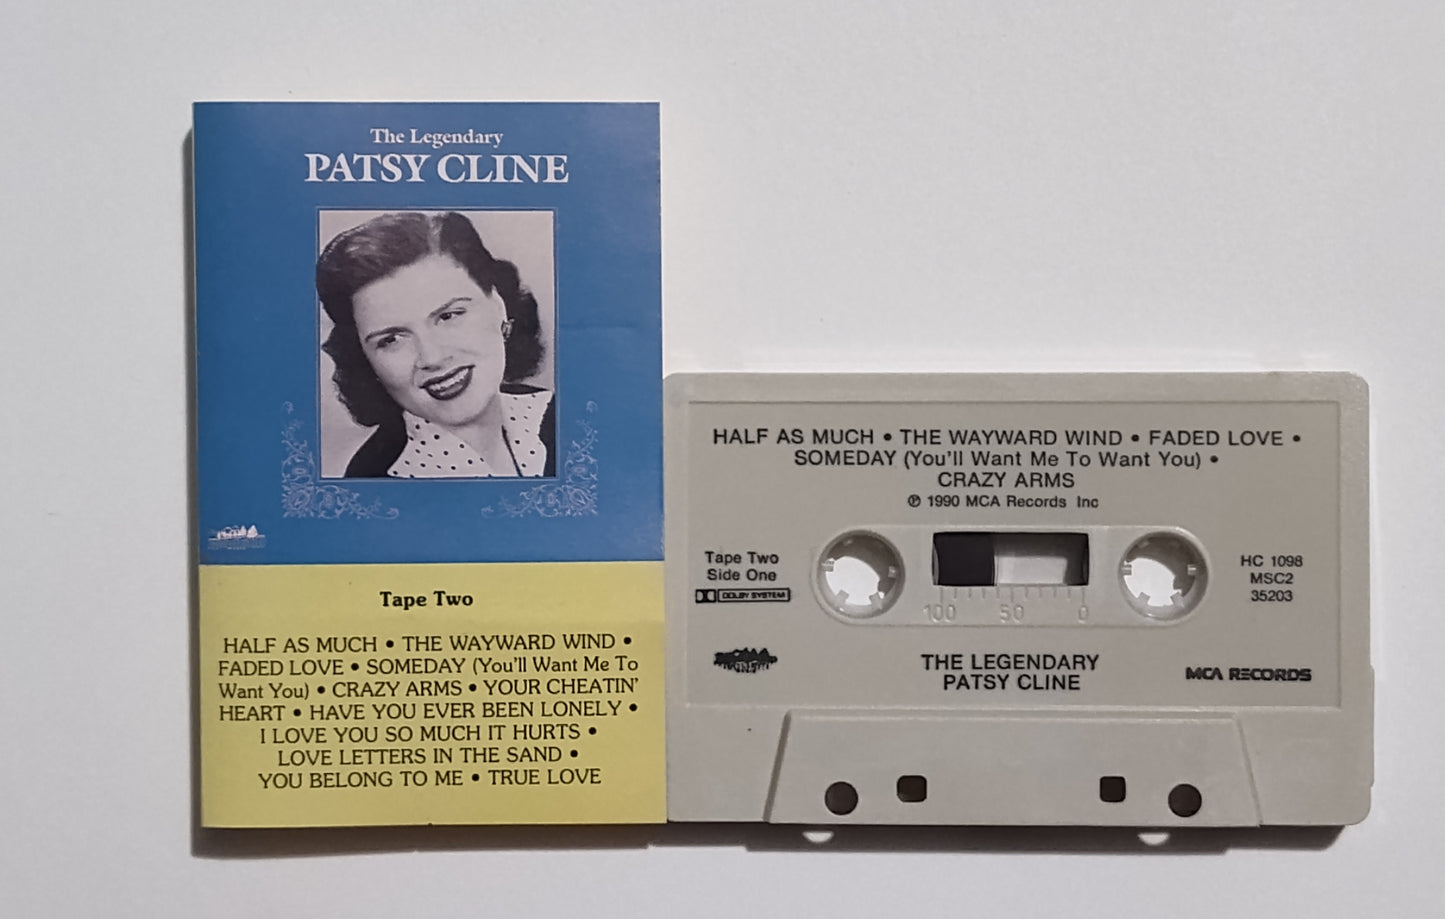 The Legendary
PATSY CLINE
Tape Two
HALF AS MUCH • THE WAYWARD WIND •
FADED LOVE • SOMEDAY (You'll Want Me To
Want You) • CRAZY ARMS • YOUR CHEATIN'
HEART • HAVE YOU EVER BEEN LONELY •
I LOVE YOU SO MUCH IT HURTS •
LOVE LETTERS IN THE SAND •
YOU BELONG TO ME • TRUE LOVE
HALF AS MUCH • THE WAYWARD WIND • FADED LOVE •
SOMEDAY (You'll Want Me To Want You) •
CRAZY ARMS
℗ 1990 MCA Records Inc
Tape Two
Side One
DOLBY SYSTEM
100 50 0
HC 1098
MSC2
35203
THE LEGENDARY
PATSY CLINE
MCA RECORDS